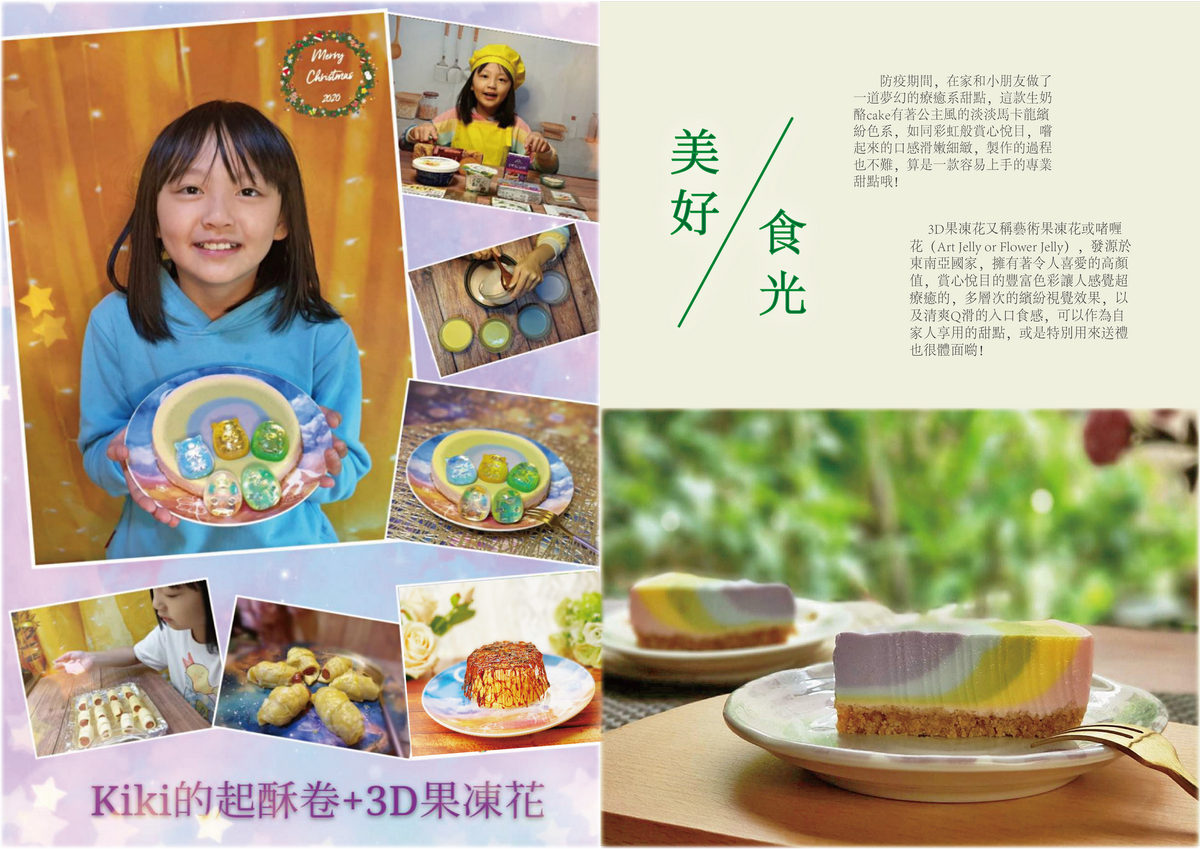 Merry
Christmas
2020
Kiki的起酥卷+3D果凍花
美好
食光
防疫期間，在家和小朋友做了
一道夢幻的療癒系甜點，這款生奶
酪cake有著公主風的淡淡馬卡龍繽
紛色系，如同彩虹般賞心悅目，嚐
起來的口感滑嫩細緻，製作的過程
也不難，算是一款容易上手的專業
甜點哦！
3D果凍花又稱藝術果凍花或啫喱
花（Art Jelly or Flower Jelly），發源於
東南亞國家，擁有著令人喜愛的高顏
值，賞心悅目的豐富色彩讓人感覺超
療癒的，多層次的繽紛視覺效果，以
及清爽Q滑的入口食感，可以作為自
家人享用的甜點，或是特別用來送禮
也很體面喲！